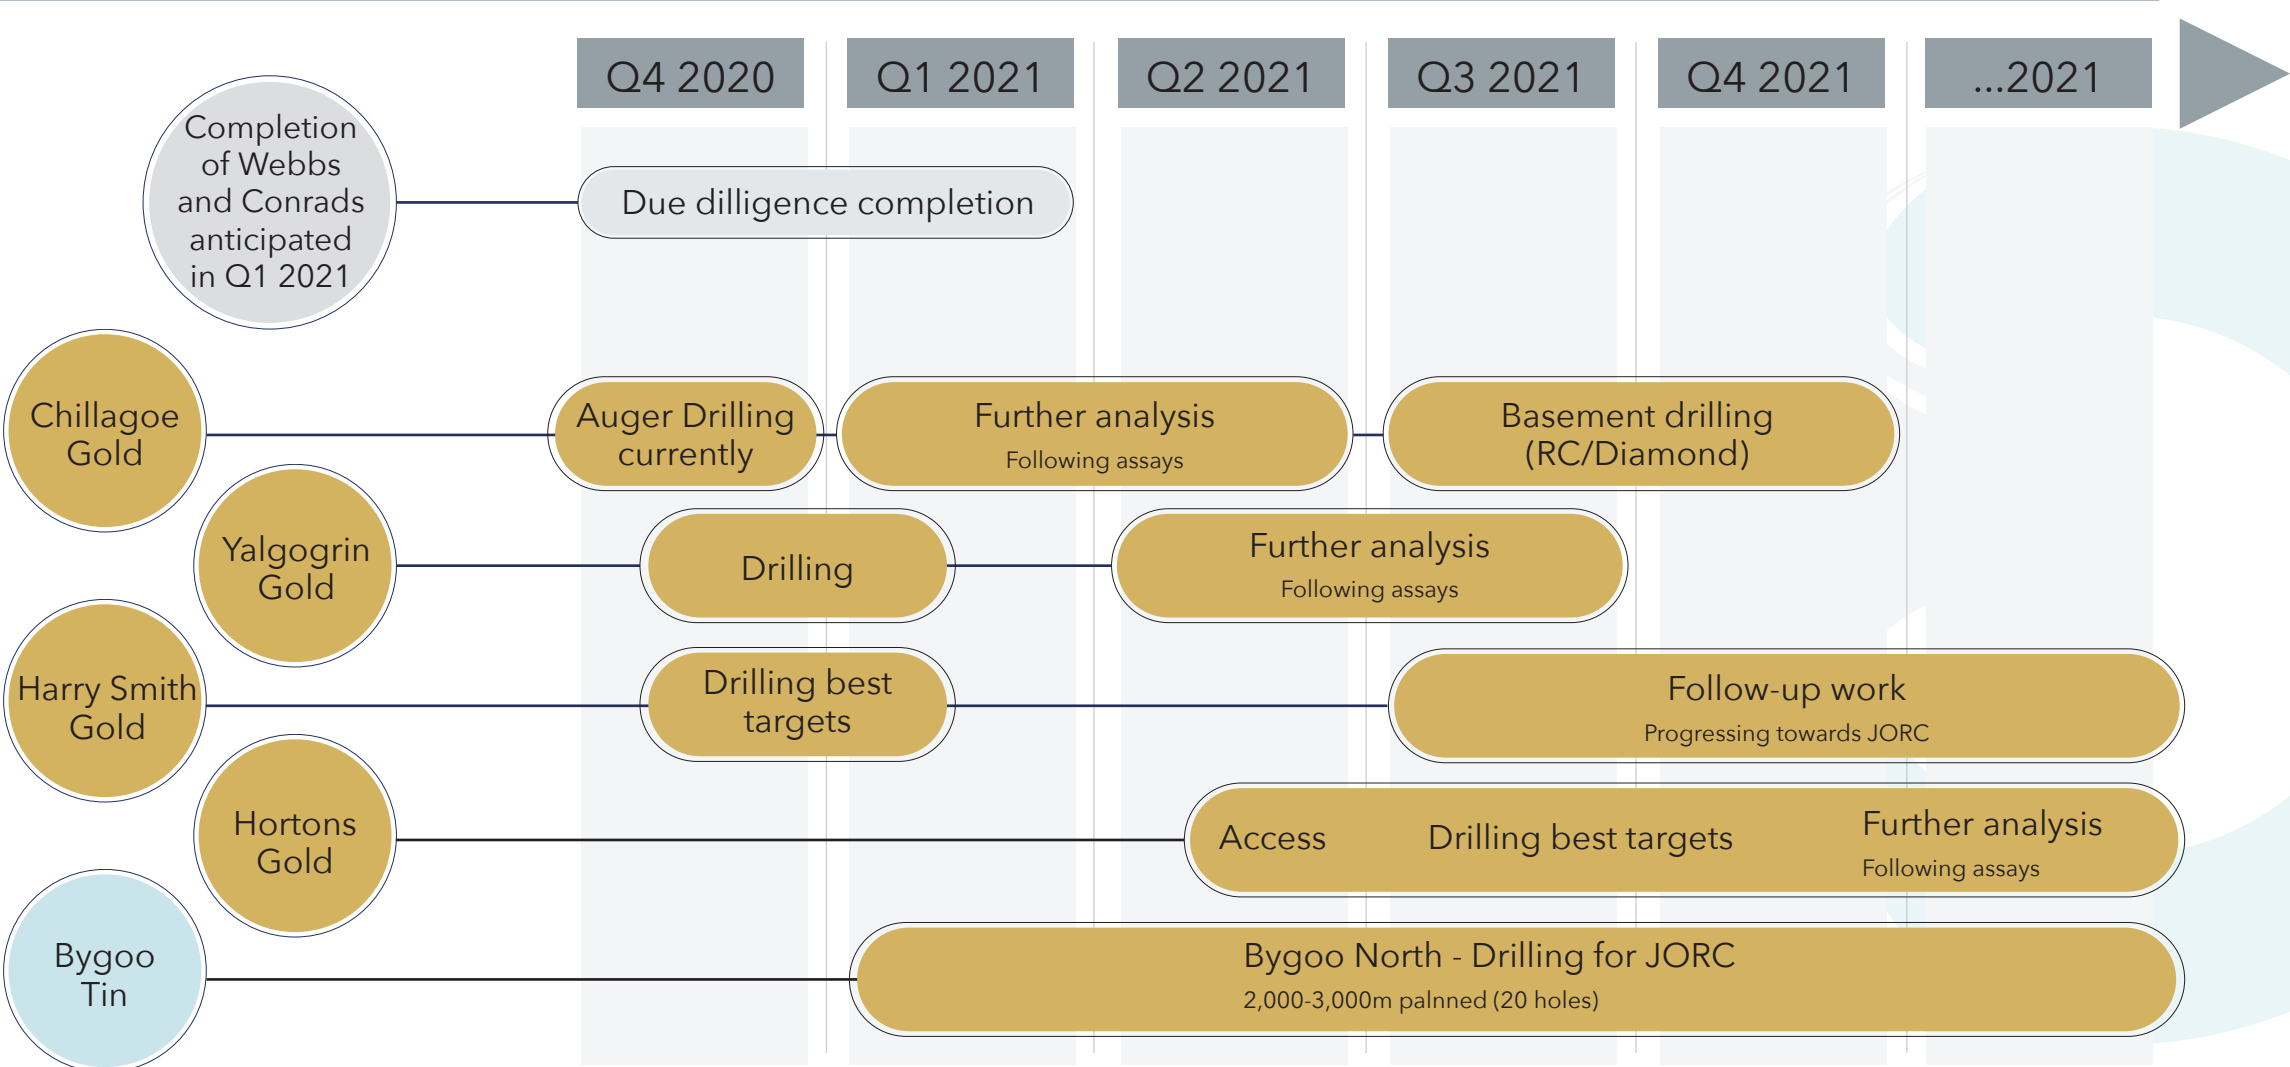 Q4 2020
Q1 2021
Q2 2021
Q3 2021
Q4 2021
...2021
Completion
of Webbs
and Conrads
anticipated
in Q1 2021
Due dilligence completion
Chillagoe
Gold
Auger Drilling
currently
Further analysis
Following assays
Basement drilling
(RC/Diamond)
Yalgogrin
Gold
Drilling
Further analysis
Following assays
Harry Smith
Gold
Drilling best
targets
Follow-up work
Progressing towards JORC
Hortons
Gold
Access
Drilling best targets
Further analysis
Following assays
Bygoo
Tin
Bygoo North - Drilling for JORC
2,000-3,000m palnned (20 holes)